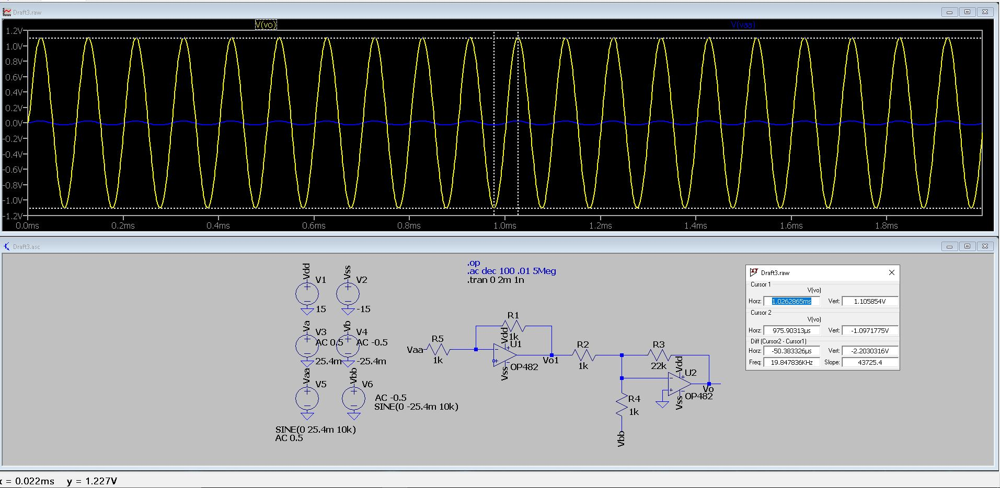 Draft3.raw
V(vo)
V(vaa)
1.2V
1.0V
0.8V
0.6V
0.4V
0.2V
0.0V
-0.2V
-0.4V
-0.6V
-0.8V
-1.0V
-1.2V
0.0ms 0.2ms 0.4ms 0.6ms 0.8ms 1.0ms 1.2ms 1.4ms 1.6ms 1.8ms
Draft3.asc
.op
.ac dec 100 .01 5Meg
.tran 0 2m 1n
Vdd
V1
15
Vss
V2
-15
Va
V3
AC 0.5
25.4m
Vb
V4
AC -0.5
-25.4m
Vaa
V5
SINE(0 25.4m 10k)
AC 0.5
Vbb
V6
AC -0.5
SINE(0 -25.4m 10k)
Vaa
R5
1k
R1
1k
Vdd
U1
OP482
Vss
Vo1
R2
1k
R3
22k
Vdd
U2
OP482
Vss
Vo
R4
1k
Vbb
Draft3.raw
Cursor 1
V(vo)
Horz: 1.0262865ms Vert: 1.105854V
Cursor 2
V(vo)
Horz: 975.90313µs Vert: -1.0971775V
Diff (Cursor2 - Cursor1)
Horz: -50.383326µs Vert: -2.2030316V
Freq: 19.847836KHz Slope: 43725.4
= 0.022ms y = 1.227V